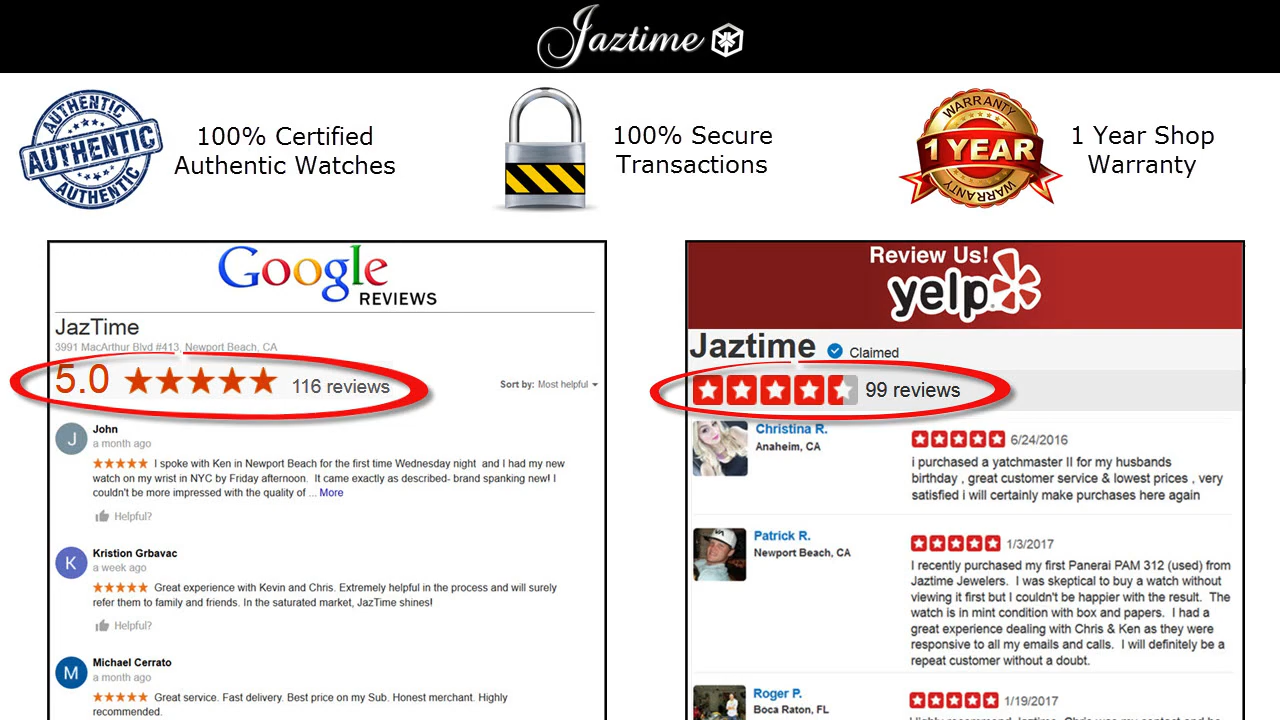 Jaztime
AUTHENTIC
AUTHENTIC
AUTHENTIC
100% Certified
Authentic Watches
100% Secure
Transactions
WARRANTY
1 YEAR
WARRANTY
1 Year Shop
Warranty
Google
REVIEWS
JazTime
3991 MacArthur Blvd #413, Newport Beach, CA
5.0 116 reviews
Sort by: Most helpful
J
John
a month ago
I spoke with Ken in Newport Beach for the first time Wednesday night and I had my new
watch on my wrist in NYC by Friday afternoon. It came exactly as described- brand spanking new! I
couldn't be more impressed with the quality of ... More
Helpful?
K
Kristion Grbavac
a week ago
Great experience with Kevin and Chris. Extremely helpful in the process and will surely
refer them to family and friends. In the saturated market, JazTime shines!
Helpful?
M
Michael Cerrato
a month ago
Great service. Fast delivery. Best price on my Sub. Honest merchant. Highly
recommended.
Review Us!
yelp
Jaztime Claimed
99 reviews
Christina R.
Anaheim, CA
6/24/2016
i purchased a yatchmaster II for my husbands
birthday , great customer service & lowest prices , very
satisfied i will certainly make purchases here again
Patrick R.
Newport Beach, CA
1/3/2017
I recently purchased my first Panerai PAM 312 (used) from
Jaztime Jewelers. I was skeptical to buy a watch without
viewing it first but I couldn't be happier with the result. The
watch is in mint condition with box and papers. I had a
great experience dealing with Chris & Ken as they were
responsive to all my emails and calls. I will definitely be a
repeat customer without a doubt.
Roger P.
Boca Raton, FL
1/19/2017